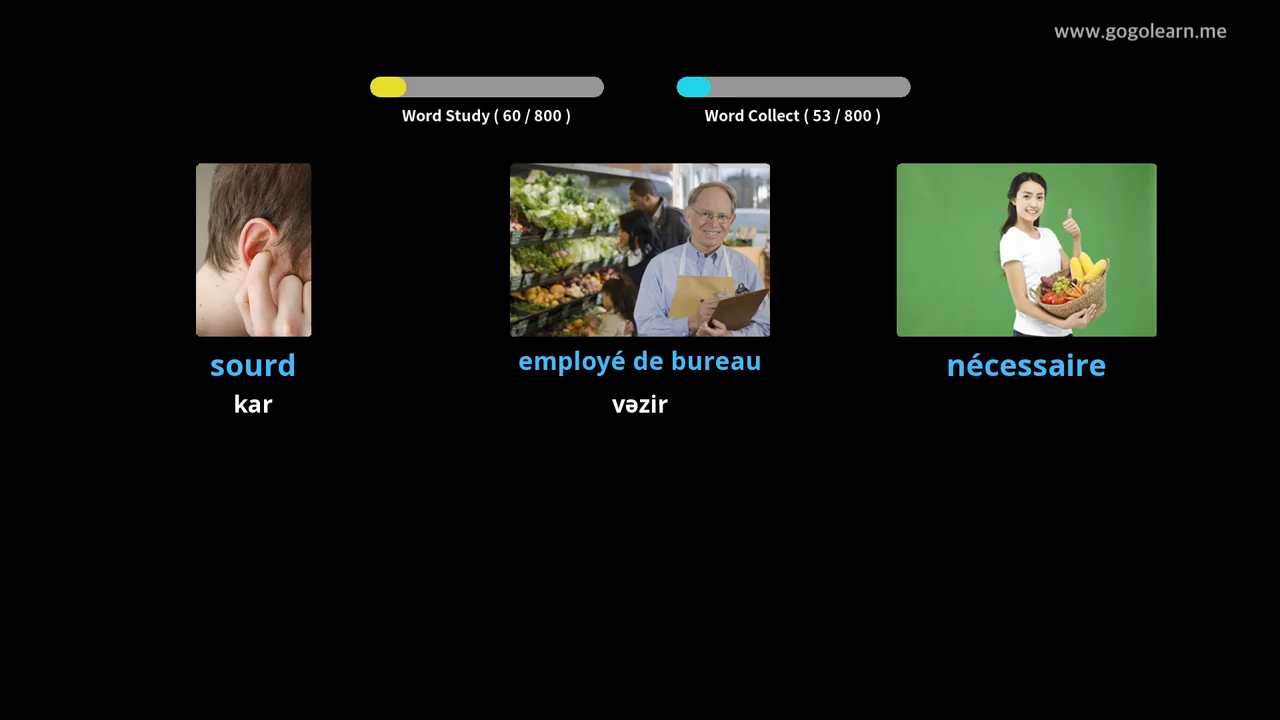 www.gogolearn.me
Word Study ( 60 / 800 )
Word Collect ( 53 / 800 )
sourd
employé de bureau
nécessaire
kar
vəzir